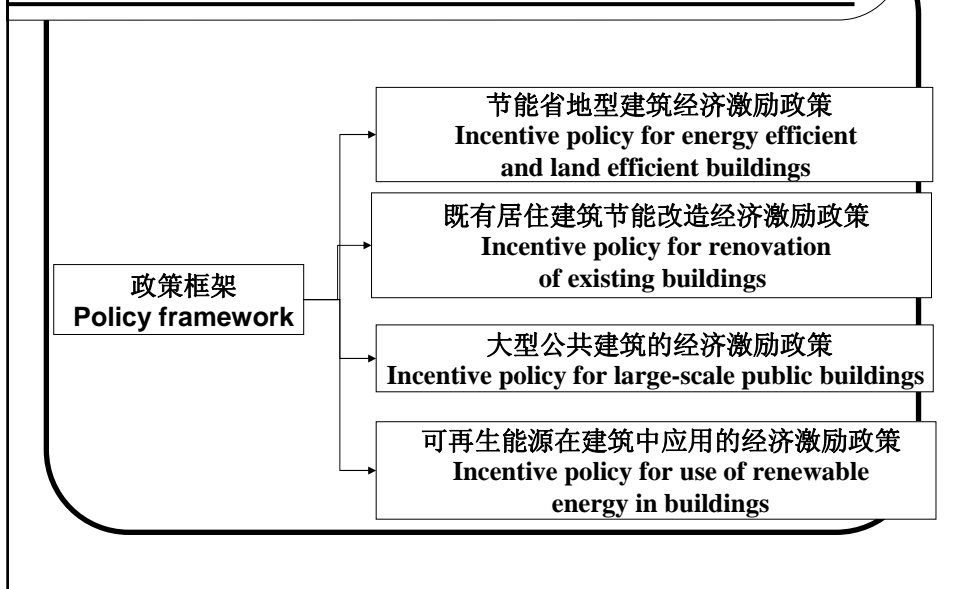 节能省地型建筑经济激励政策
Incentive policy for energy efficient
and land efficient buildings
既有居住建筑节能改造经济激励政策
Incentive policy for renovation
of existing buildings
政策框架
Policy framework
大型公共建筑的经济激励政策
Incentive policy for large-scale public buildings
可再生能源在建筑中应用的经济激励政策
Incentive policy for use of renewable
energy in buildings